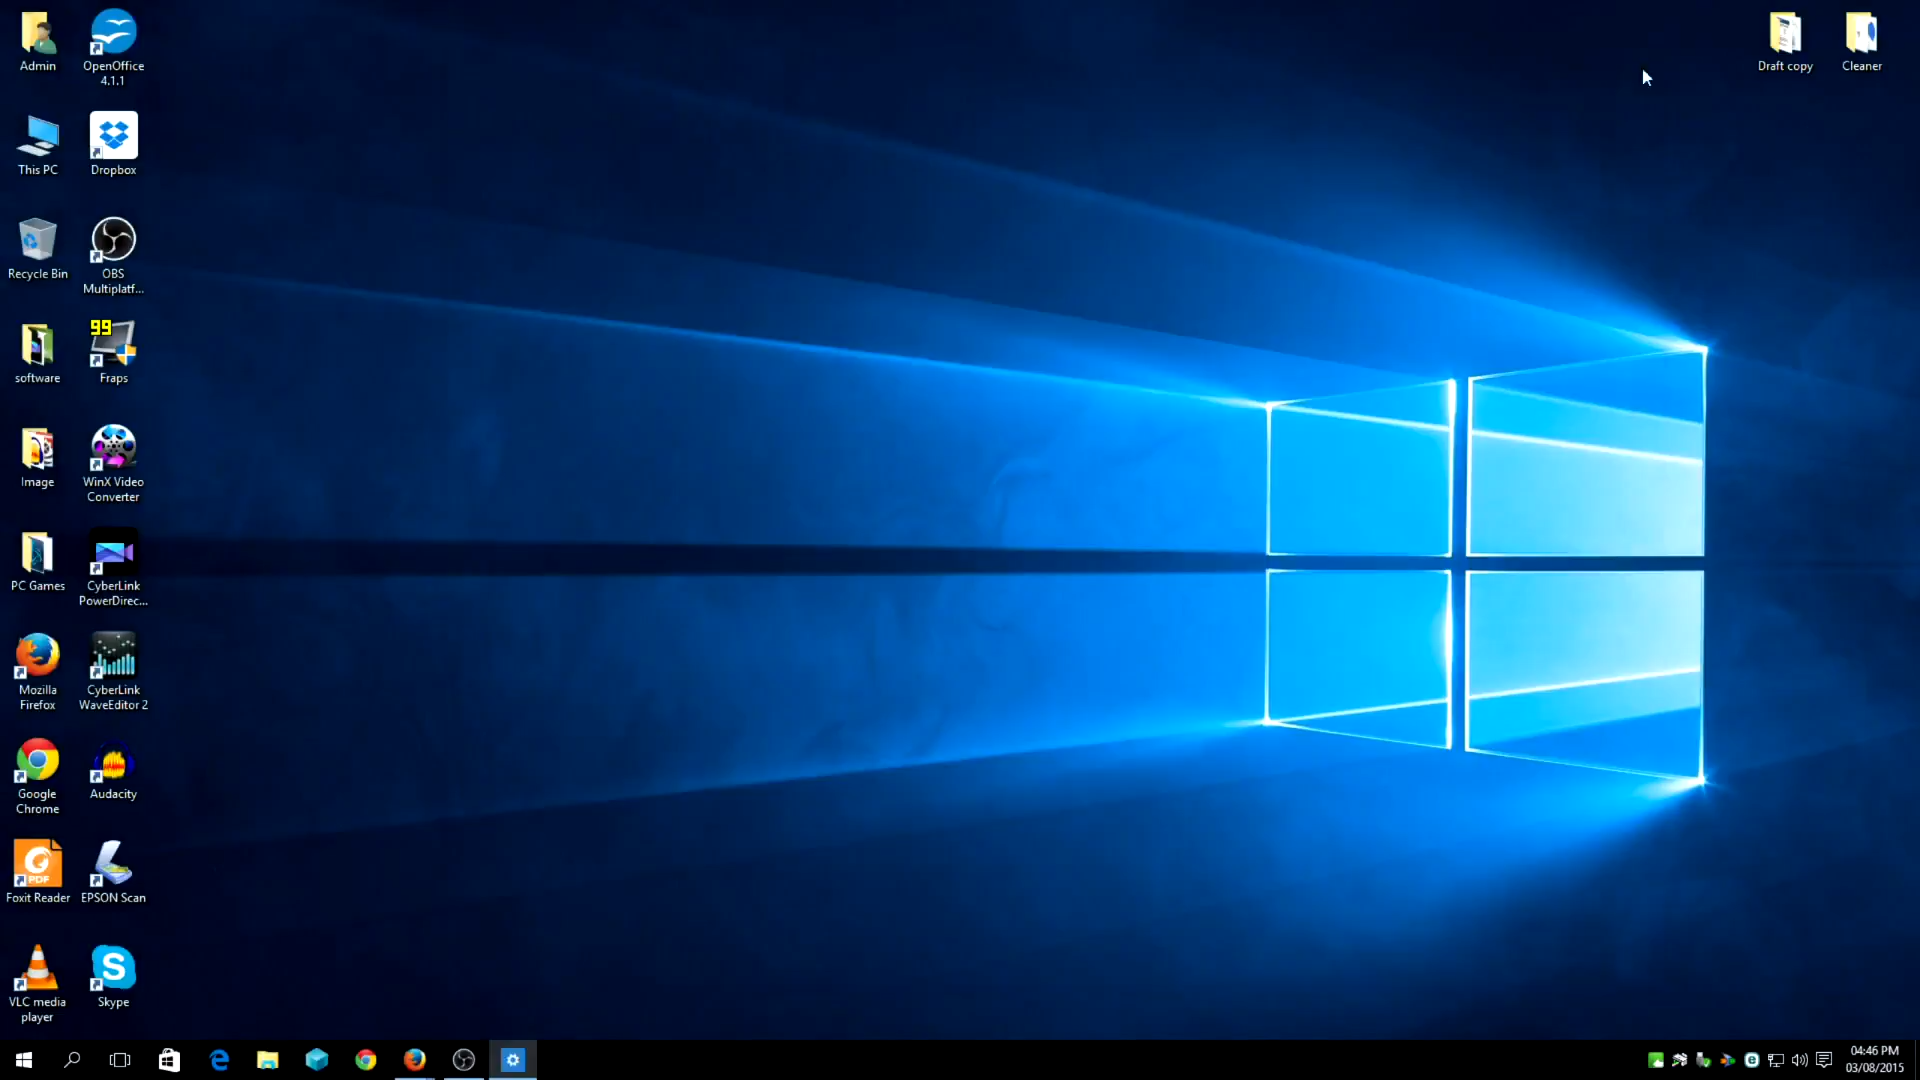 Admin
OpenOffice
4.1.1
Draft copy
Cleaner
This PC
Dropbox
Recycle Bin
OBS
Multiplatf...
99
software
Fraps
Image
WinX Video
Converter
PC Games
CyberLink
PowerDirec...
Mozilla
Firefox
CyberLink
WaveEditor 2
Google
Chrome
Audacity
PDF
Foxit Reader
EPSON Scan
VLC media
player
S
Skype
04:46 PM
03/08/2015